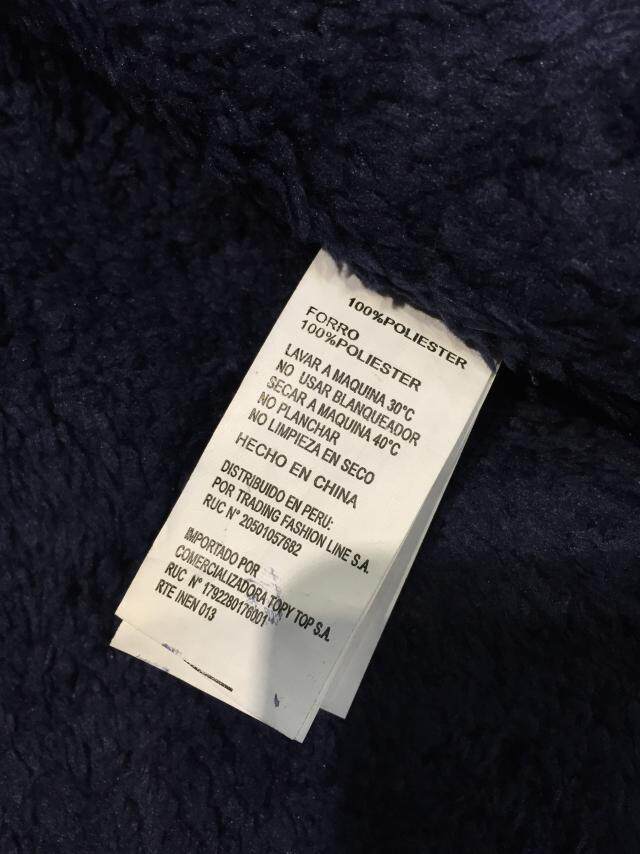 100%POLIESTER
FORRO
100%POLIESTER
LAVAR A MAQUINA 30°C
NO USAR BLANQUEADOR
SECAR A MAQUINA 40°C
NO PLANCHAR
NO LIMPIEZA EN SECO
HECHO EN CHINA
DISTRIBUIDO EN PERU:
POR TRADING FASHION LINE S.A.
RUC N° 20501057682
IMPORTADO POR
COMERCIALIZADORA TOPY TOP S.A.
RUC N° 1792280176001
RTE INEN 013